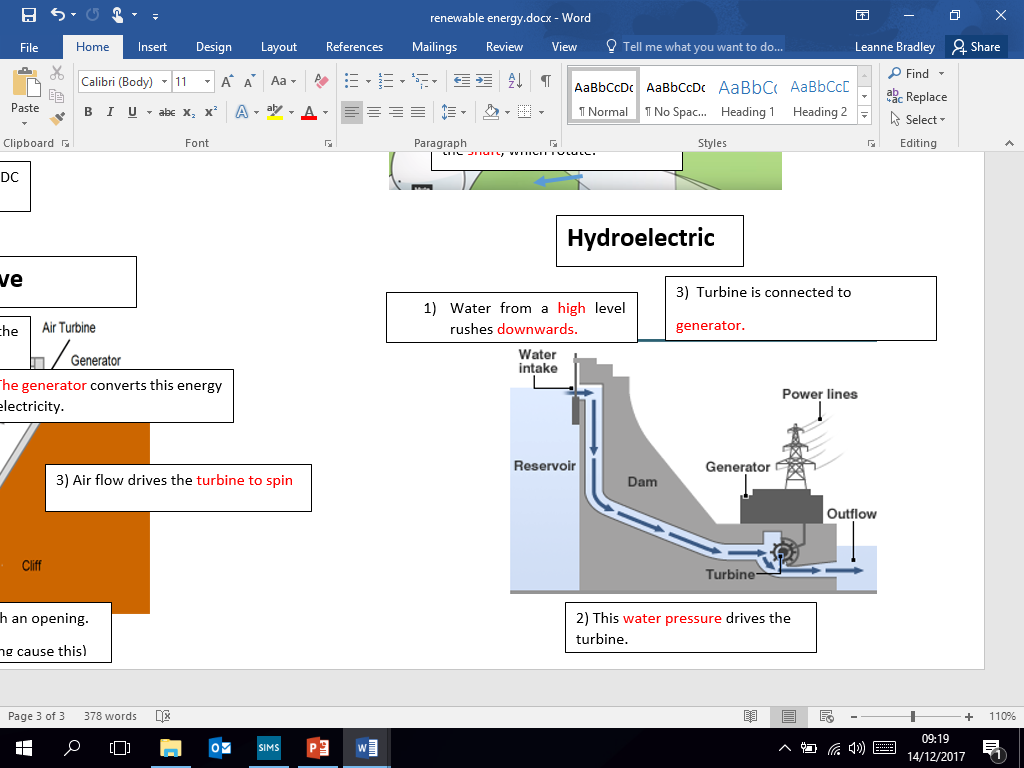 renewable energy.docx - Word
File Home Insert Design Layout References Mailings Review View Tell me what you want to do... Leanne Bradley Share
Paste
Calibri (Body) 11
Aa
B I U abc x₂ x²
AaBbCcDc AaBbCcDc AaBbCc AaBbCcD
¶ Normal ¶ No Spac... Heading 1 Heading 2
Find
Replace
Select
Clipboard Font Paragraph Styles Editing
the shaft, which rotate.
DC
Hydroelectric
ve
1) Water from a high level
rushes downwards.
3) Turbine is connected to
generator.
the
Air Turbine
Generator
The generator converts this energy
electricity.
3) Air flow drives the turbine to spin
Cliff
h an opening.
ng cause this)
Water
intake
Power lines
Reservoir
Generator
Dam
Outflow
Turbine
2) This water pressure drives the
turbine.
Page 3 of 3 378 words
110%
SIMS
09:19
14/12/2017
1